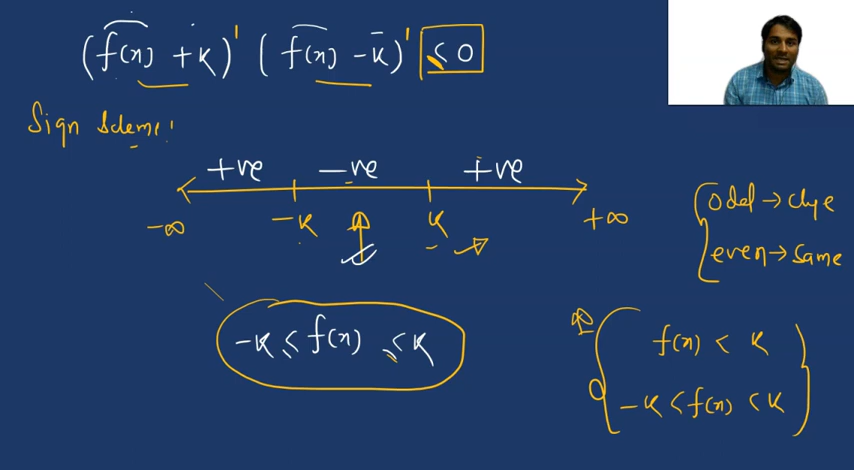 (f(x) + K)' (f(x) - K)' ≤ 0
Sign Scheme:
+ve -ve +ve
-∞ -K K +∞
odd → chge
even → same
-K ≤ f(x) ≤ K
f(x) < K
-K < f(x) < K